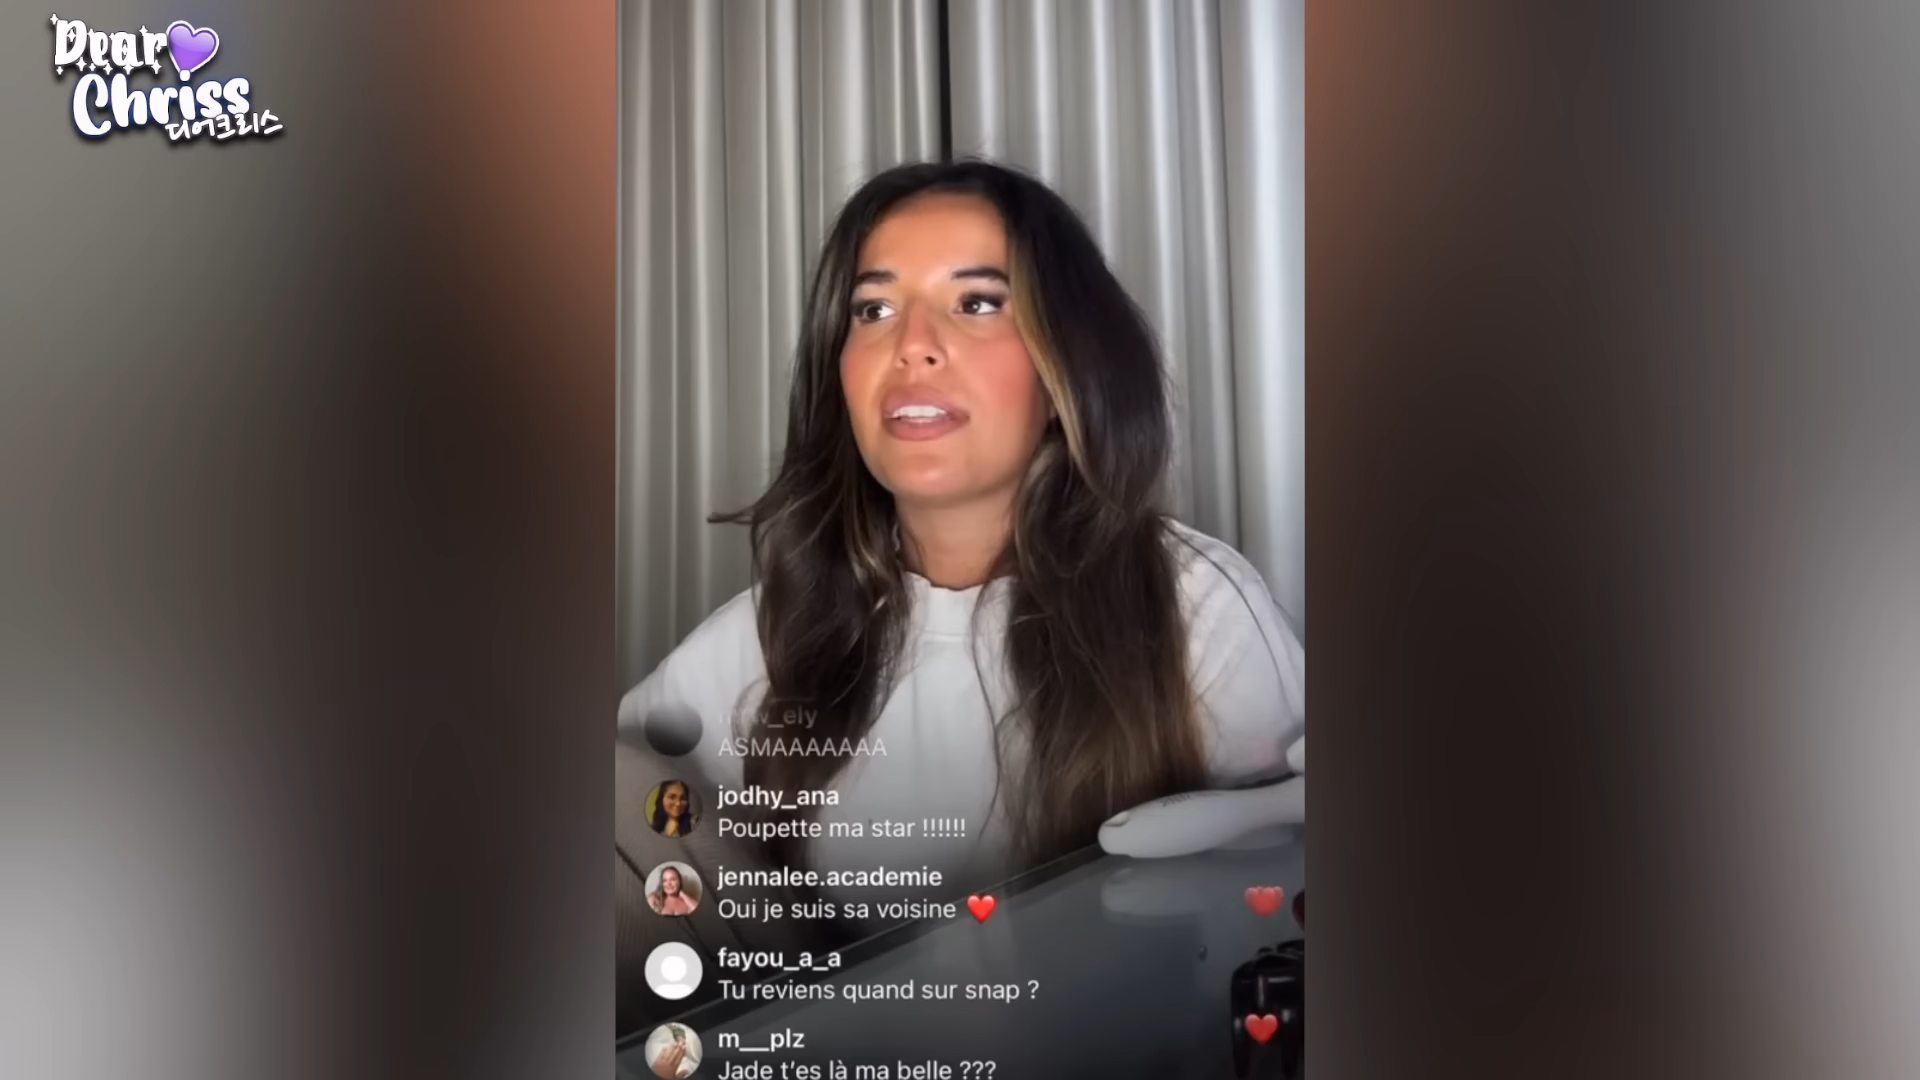 Dear
Chriss
디어크리스
ASMAAAAAAA
jodhy_ana
Poupette ma star !!!!!!
jennalee.academie
Oui je suis sa voisine ❤️
fayou_a_a
Tu reviens quand sur snap ?
m__plz
Jade t'es là ma belle ???